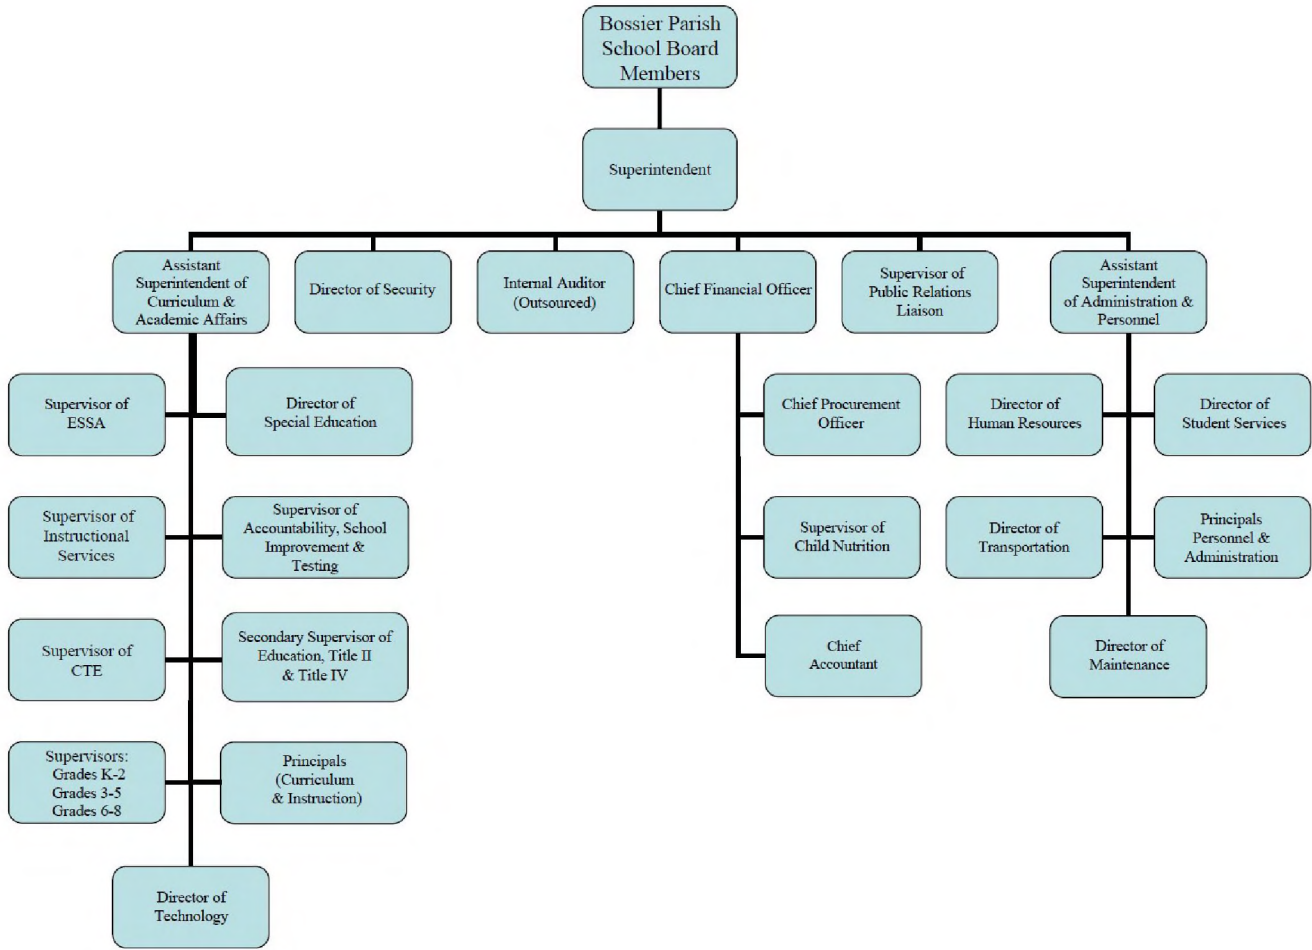 Bossier Parish
School Board
Members
Superintendent
Assistant
Superintendent of
Curriculum &
Academic Affairs
Director of Security
Internal Auditor
(Outsourced)
Chief Financial Officer
Supervisor of
Public Relations
Liaison
Assistant
Superintendent
of Administration &
Personnel
Supervisor of
ESSA
Director of
Special Education
Chief Procurement
Officer
Director of
Human Resources
Director of
Student Services
Supervisor of
Instructional
Services
Supervisor of
Accountability, School
Improvement &
Testing
Supervisor of
Child Nutrition
Director of
Transportation
Principals
Personnel &
Administration
Supervisor of
CTE
Secondary Supervisor of
Education, Title II
& Title IV
Chief
Accountant
Director of
Maintenance
Supervisors:
Grades K-2
Grades 3-5
Grades 6-8
Principals
(Curriculum
& Instruction)
Director of
Technology